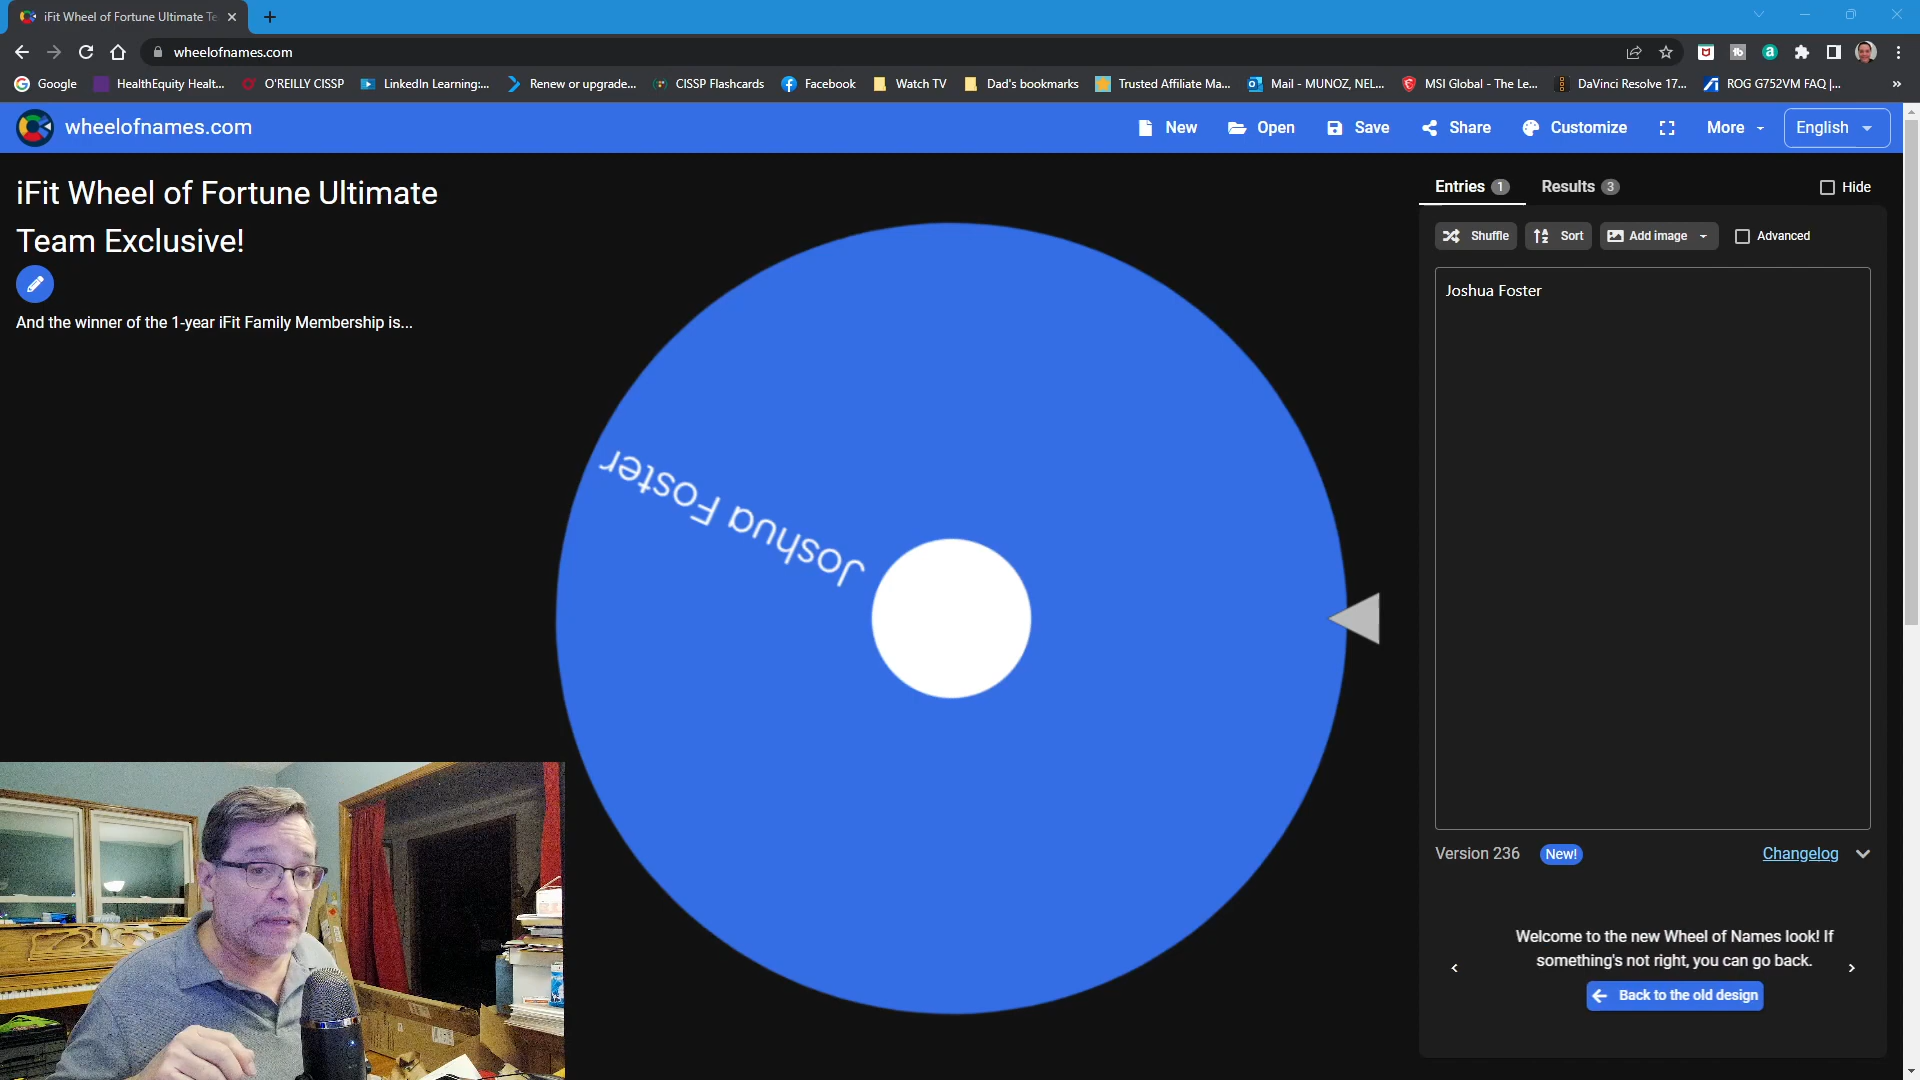 iFit Wheel of Fortune Ultimate Te
wheelofnames.com
Google HealthEquity Healt... O'REILLY CISSP LinkedIn Learning:... Renew or upgrade... CISSP Flashcards Facebook Watch TV Dad's bookmarks Trusted Affiliate Ma... Mail - MUNOZ, NEL... MSI Global - The Le... DaVinci Resolve 17... ROG G752VM FAQ |... »
wheelofnames.com New Open Save Share Customize More English
iFit Wheel of Fortune Ultimate
Team Exclusive!
And the winner of the 1-year iFit Family Membership is...
Joshua Foster
Entries 1 Results 3 Hide
Shuffle Sort Add image Advanced
Joshua Foster
Version 236 New! Changelog
Welcome to the new Wheel of Names look! If
something's not right, you can go back.
Back to the old design